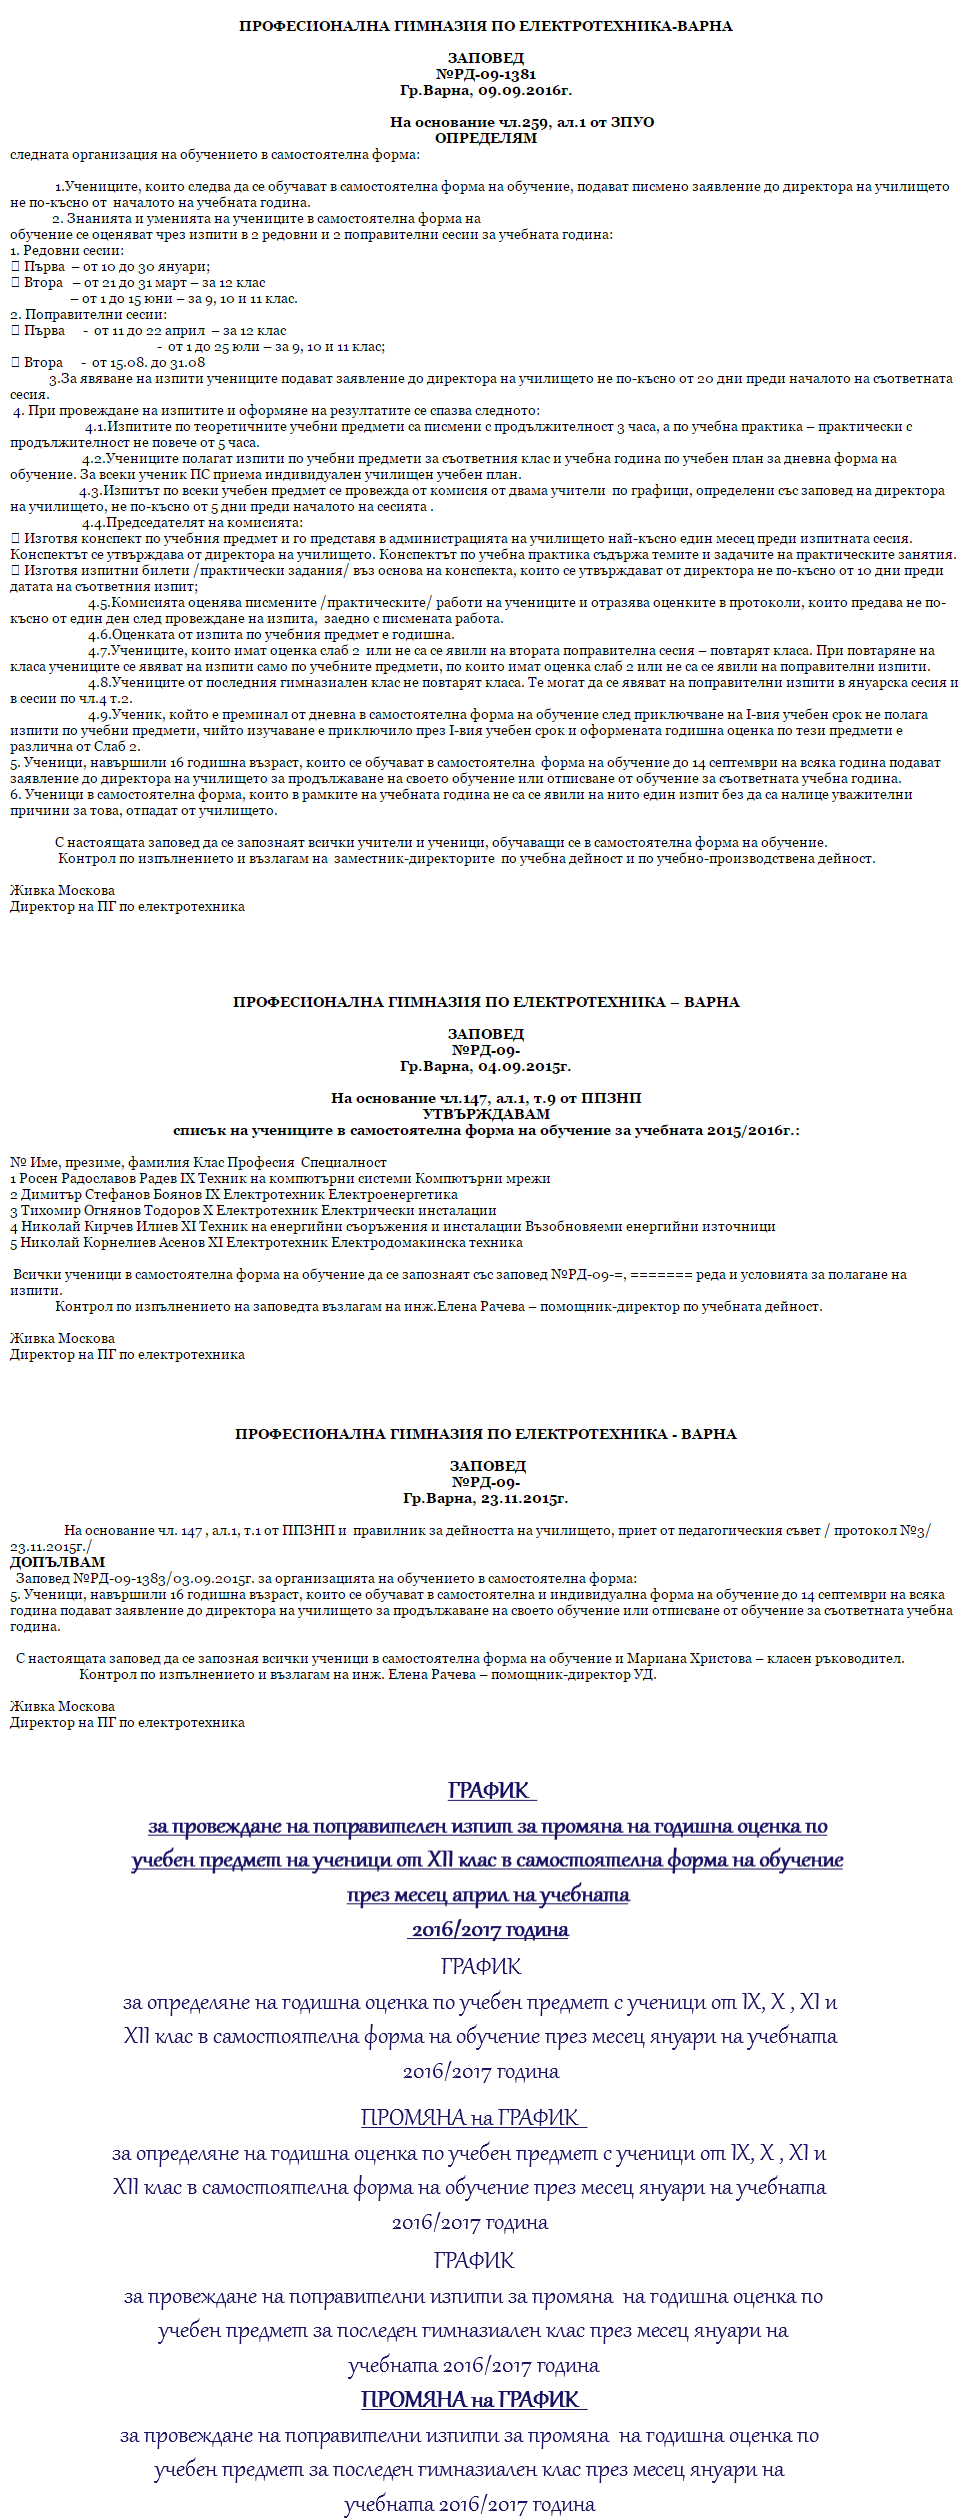 ПРОФЕСИОНАЛНА ГИМНАЗИЯ ПО ЕЛЕКТРОТЕХНИКА-ВАРНА
ЗАПОВЕД
№РД-09-1381
Гр.Варна, 09.09.2016г.
На основание чл.259, ал.1 от ЗПУО
ОПРЕДЕЛЯМ
следната организация на обучението в самостоятелна форма:
1.Учениците, които следва да се обучават в самостоятелна форма на обучение, подават писмено заявление до директора на училището
не по-късно от началото на учебната година.
2. Знанията и уменията на учениците в самостоятелна форма на
обучение се оценяват чрез изпити в 2 редовни и 2 поправителни сесии за учебната година:
1. Редовни сесии:
 Първа – от 10 до 30 януари;
 Втора – от 21 до 31 март – за 12 клас
– от 1 до 15 юни – за 9, 10 и 11 клас.
2. Поправителни сесии:
 Първа - от 11 до 22 април – за 12 клас
- от 1 до 25 юли – за 9, 10 и 11 клас;
 Втора - от 15.08. до 31.08
3.За явяване на изпити учениците подават заявление до директора на училището не по-късно от 20 дни преди началото на съответната
сесия.
4. При провеждане на изпитите и оформяне на резултатите се спазва следното:
4.1.Изпитите по теоретичните учебни предмети са писмени с продължителност 3 часа, а по учебна практика – практически с
продължителност не повече от 5 часа.
4.2.Учениците полагат изпити по учебни предмети за съответния клас и учебна година по учебен план за дневна форма на
обучение. За всеки ученик ПС приема индивидуален училищен учебен план.
4.3.Изпитът по всеки учебен предмет се провежда от комисия от двама учители по графици, определени със заповед на директора
на училището, не по-късно от 5 дни преди началото на сесията .
4.4.Председателят на комисията:
 Изготвя конспект по учебния предмет и го представя в администрацията на училището най-късно един месец преди изпитната сесия.
Конспектът се утвърждава от директора на училището. Конспектът по учебна практика съдържа темите и задачите на практическите занятия.
 Изготвя изпитни билети /практически задания/ въз основа на конспекта, които се утвърждават от директора не по-късно от 10 дни преди
датата на съответния изпит;
4.5.Комисията оценява писмените /практическите/ работи на учениците и отразява оценките в протоколи, които предава не по-
късно от един ден след провеждане на изпита, заедно с писмената работа.
4.6.Оценката от изпита по учебния предмет е годишна.
4.7.Учениците, които имат оценка слаб 2 или не са се явили на втората поправителна сесия – повтарят класа. При повтаряне на
класа учениците се явяват на изпити само по учебните предмети, по които имат оценка слаб 2 или не са се явили на поправителни изпити.
4.8.Учениците от последния гимназиален клас не повтарят класа. Те могат да се явяват на поправителни изпити в януарска сесия и
в сесии по чл.4 т.2.
4.9.Ученик, който е преминал от дневна в самостоятелна форма на обучение след приключване на I-вия учебен срок не полага
изпити по учебни предмети, чийто изучаване е приключило през I-вия учебен срок и оформената годишна оценка по тези предмети е
различна от Слаб 2.
5. Ученици, навършили 16 годишна възраст, които се обучават в самостоятелна форма на обучение до 14 септември на всяка година подават
заявление до директора на училището за продължаване на своето обучение или отписване от обучение за съответната учебна година.
6. Ученици в самостоятелна форма, които в рамките на учебната година не са се явили на нито един изпит без да са налице уважителни
причини за това, отпадат от училището.
С настоящата заповед да се запознаят всички учители и ученици, обучаващи се в самостоятелна форма на обучение.
Контрол по изпълнението и възлагам на заместник-директорите по учебна дейност и по учебно-производствена дейност.
Живка Москова
Директор на ПГ по електротехника
ПРОФЕСИОНАЛНА ГИМНАЗИЯ ПО ЕЛЕКТРОТЕХНИКА – ВАРНА
ЗАПОВЕД
№РД-09-
Гр.Варна, 04.09.2015г.
На основание чл.147, ал.1, т.9 от ППЗНП
УТВЪРЖДАВАМ
списък на учениците в самостоятелна форма на обучение за учебната 2015/2016г.:
№ Име, презиме, фамилия Клас Професия Специалност
1 Росен Радославов Радев IX Техник на компютърни системи Компютърни мрежи
2 Димитър Стефанов Боянов IX Електротехник Електроенергетика
3 Тихомир Огнянов Тодоров X Електротехник Електрически инсталации
4 Николай Кирчев Илиев XI Техник на енергийни съоръжения и инсталации Възобновяеми енергийни източници
5 Николай Корнелиев Асенов XI Електротехник Електродомакинска техника
Всички ученици в самостоятелна форма на обучение да се запознаят със заповед №РД-09-=, ======= реда и условията за полагане на
изпити.
Контрол по изпълнението на заповедта възлагам на инж.Елена Рачева – помощник-директор по учебната дейност.
Живка Москова
Директор на ПГ по електротехника
ПРОФЕСИОНАЛНА ГИМНАЗИЯ ПО ЕЛЕКТРОТЕХНИКА - ВАРНА
ЗАПОВЕД
№РД-09-
Гр.Варна, 23.11.2015г.
На основание чл. 147 , ал.1, т.1 от ППЗНП и правилник за дейността на училището, приет от педагогическия съвет / протокол №3/
23.11.2015г./
ДОПЪЛВАМ
Заповед №РД-09-1383/03.09.2015г. за организацията на обучението в самостоятелна форма:
5. Ученици, навършили 16 годишна възраст, които се обучават в самостоятелна и индивидуална форма на обучение до 14 септември на всяка
година подават заявление до директора на училището за продължаване на своето обучение или отписване от обучение за съответната учебна
година.
С настоящата заповед да се запозная всички ученици в самостоятелна форма на обучение и Мариана Христова – класен ръководител.
Контрол по изпълнението и възлагам на инж. Елена Рачева – помощник-директор УД.
Живка Москова
Директор на ПГ по електротехника
ГРАФИК
за провеждане на поправителен изпит за промяна на годишна оценка по
учебен предмет на ученици от XII клас в самостоятелна форма на обучение
през месец април на учебната
2016/2017 година
ГРАФИК
за определяне на годишна оценка по учебен предмет с ученици от IX, X , XI и
XII клас в самостоятелна форма на обучение през месец януари на учебната
2016/2017 година
ПРОМЯНА на ГРАФИК
за определяне на годишна оценка по учебен предмет с ученици от IX, X , XI и
XII клас в самостоятелна форма на обучение през месец януари на учебната
2016/2017 година
ГРАФИК
за провеждане на поправителни изпити за промяна на годишна оценка по
учебен предмет за последен гимназиален клас през месец януари на
учебната 2016/2017 година
ПРОМЯНА на ГРАФИК
за провеждане на поправителни изпити за промяна на годишна оценка по
учебен предмет за последен гимназиален клас през месец януари на
учебната 2016/2017 година